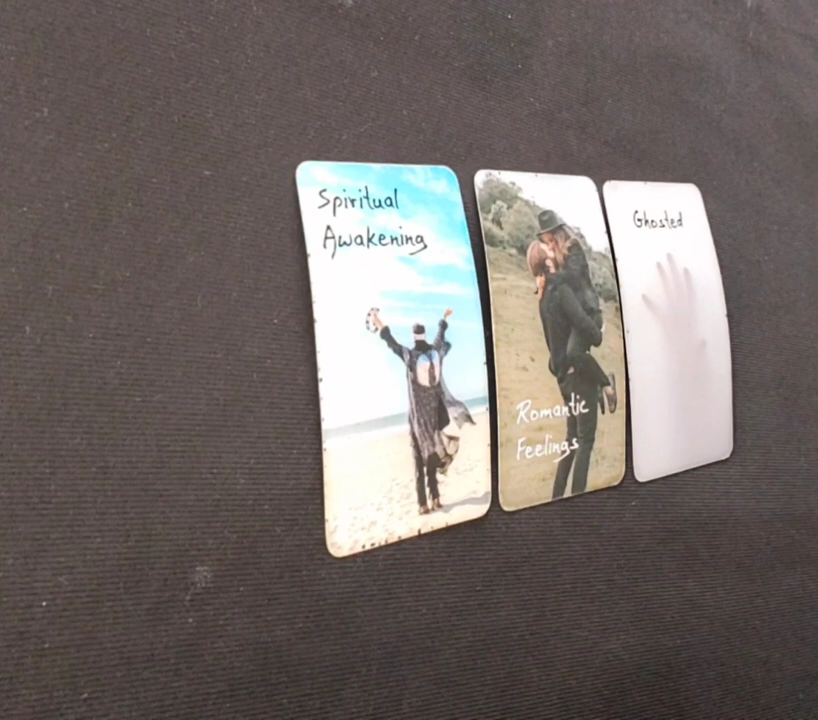 Spiritual
Awakening
Romantic
Feelings
Ghosted